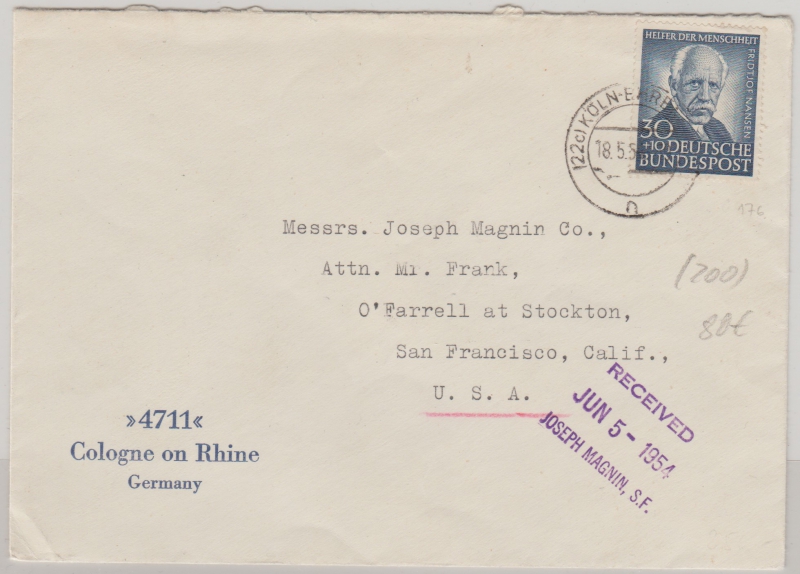 HELFER DER MENSCHHEIT
FRIDTJOF NANSEN
30
+10 DEUTSCHE
BUNDESPOST
(22c) KÖLN-EHRE
18.5.5
n
176
Messrs. Joseph Magnin Co.,
Attn. Mr. Frank,
(200)
O'Farrell at Stockton,
80€
San Francisco, Calif.,
U. S. A.
RECEIVED
JUN 5 - 1954
JOSEPH MAGNIN, S.F.
»4711«
Cologne on Rhine
Germany